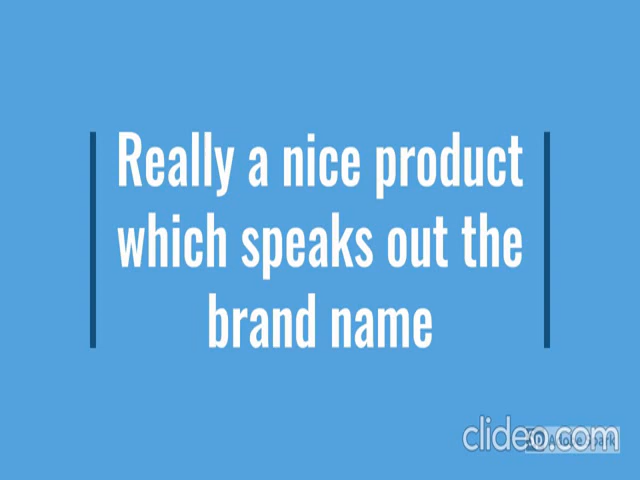 Really a nice product
which speaks out the
brand name
clideo.com